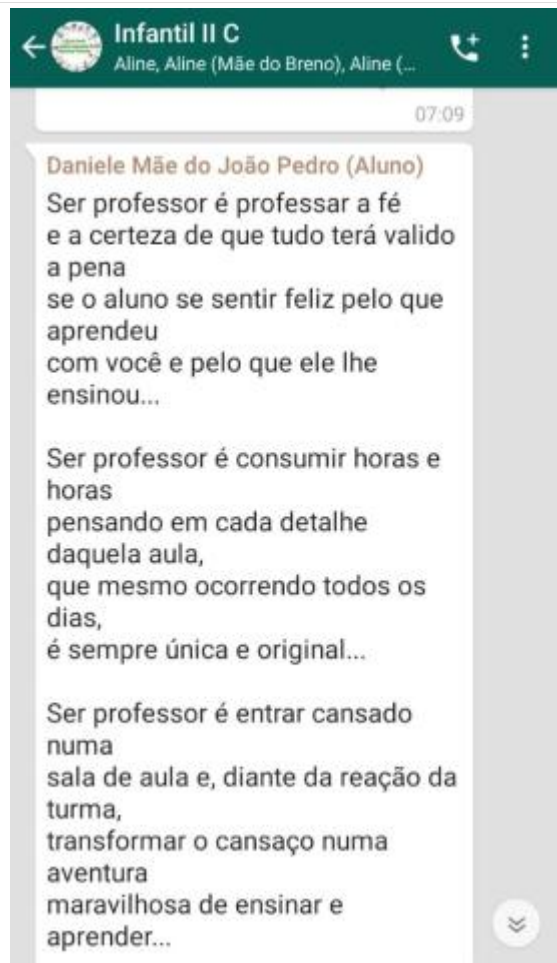 Infantil II C
Aline, Aline (Mãe do Breno), Aline (...
07:09
Daniele Mãe do João Pedro (Aluno)
Ser professor é professar a fé
e a certeza de que tudo terá valido
a pena
se o aluno se sentir feliz pelo que
aprendeu
com você e pelo que ele lhe
ensinou...
Ser professor é consumir horas e
horas
pensando em cada detalhe
daquela aula,
que mesmo ocorrendo todos os
dias,
é sempre única e original...
Ser professor é entrar cansado
numa
sala de aula e, diante da reação da
turma,
transformar o cansaço numa
aventura
maravilhosa de ensinar e
aprender...